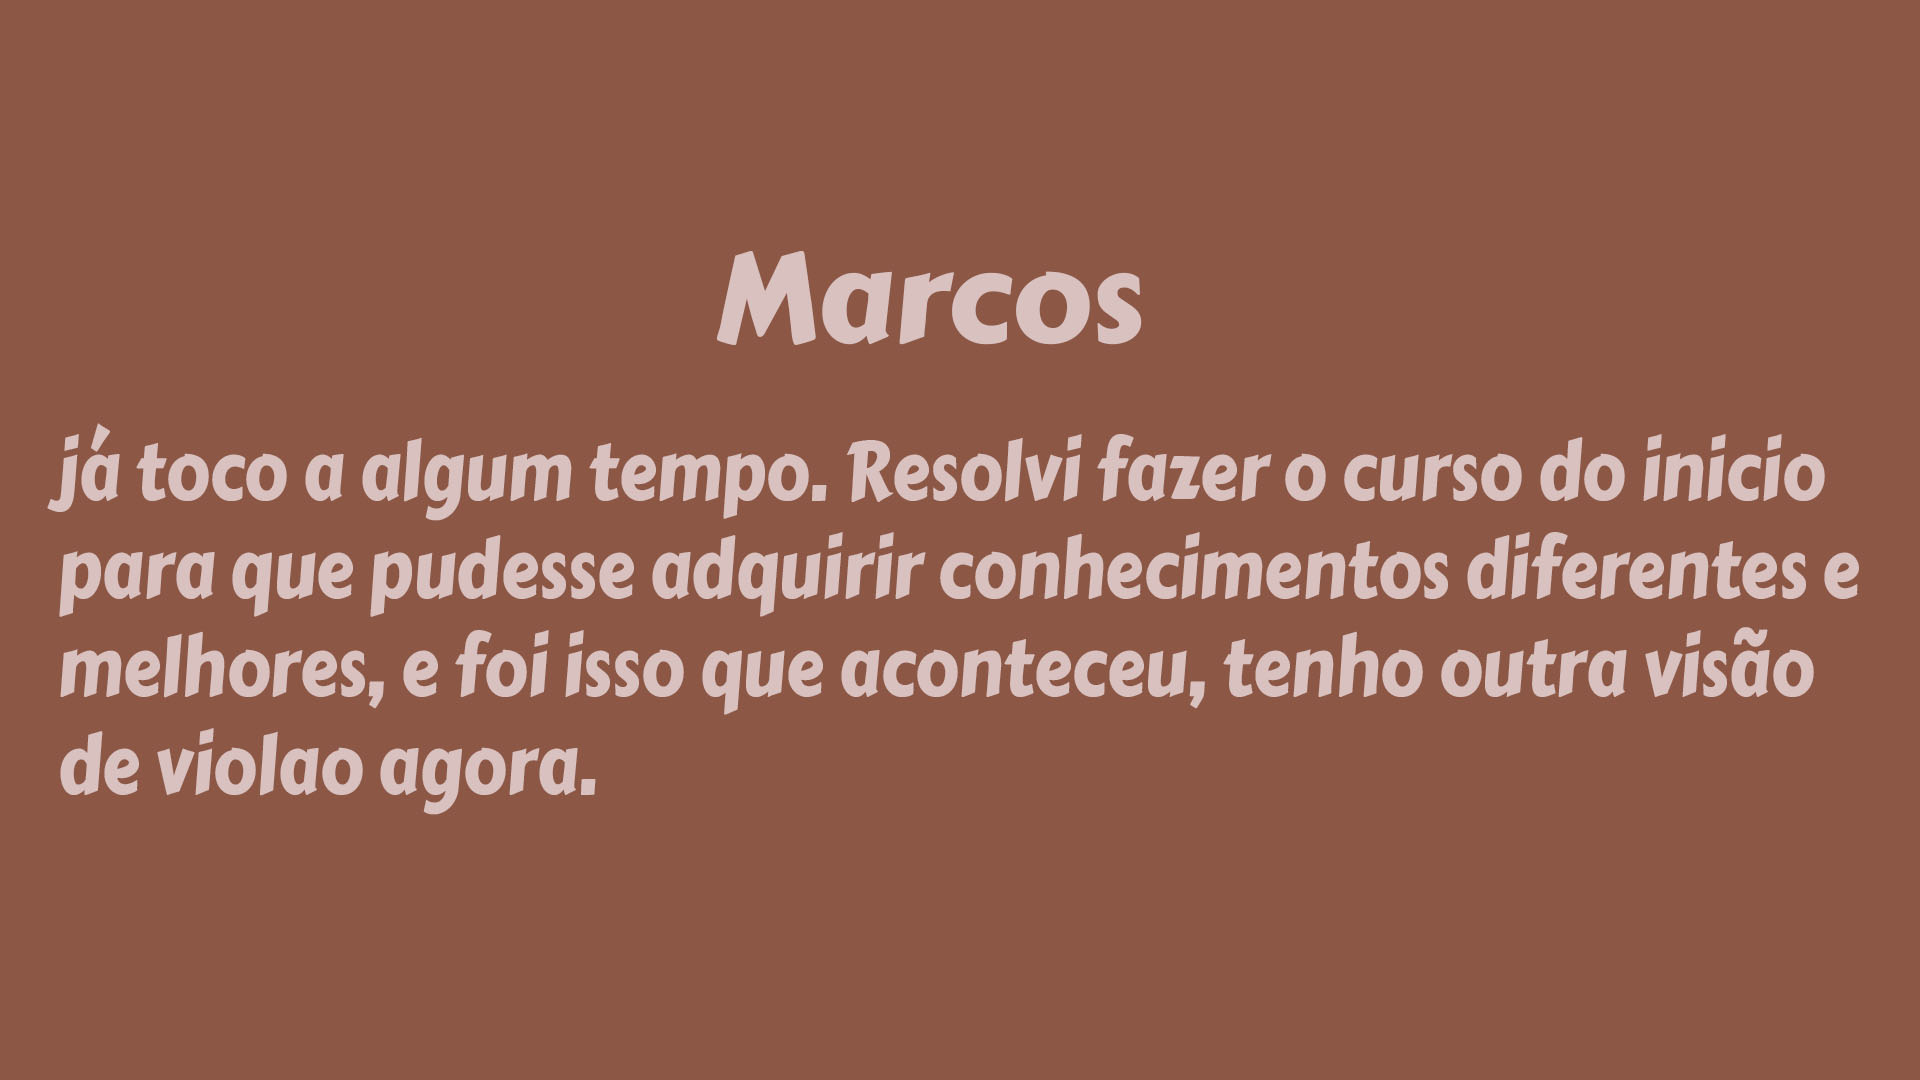 Marcos
já toco a algum tempo. Resolvi fazer o curso do inicio
para que pudesse adquirir conhecimentos diferentes e
melhores, e foi isso que aconteceu, tenho outra visão
de violao agora.